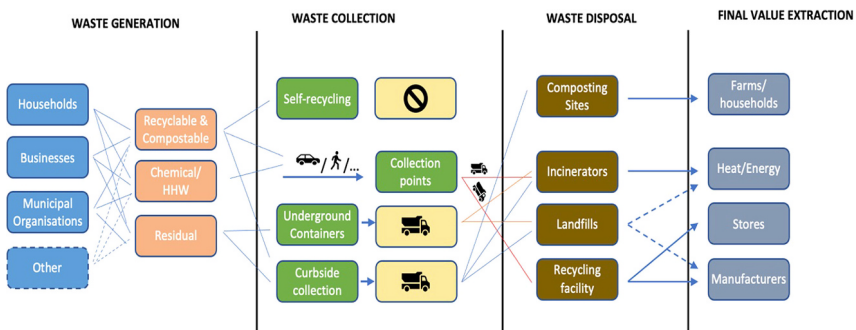 WASTE GENERATION
WASTE COLLECTION
WASTE DISPOSAL
FINAL VALUE EXTRACTION
Households
Businesses
Municipal
Organisations
Other
Recyclable &
Compostable
Chemical/
HHW
Residual
Self-recycling
/ / ...
Collection
points
Underground
Containers
Curbside
collection
Composting
Sites
Incinerators
Landfills
Recycling
facility
Farms/
households
Heat/Energy
Stores
Manufacturers